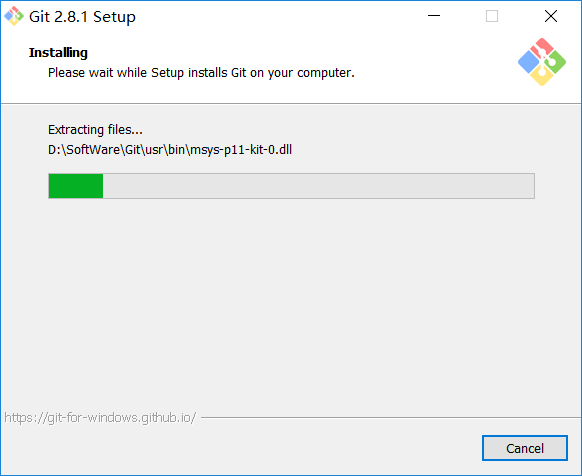 Git 2.8.1 Setup
Installing
Please wait while Setup installs Git on your computer.
Extracting files...
D:\SoftWare\Git\usr\bin\msys-p11-kit-0.dll
https://git-for-windows.github.io/
Cancel